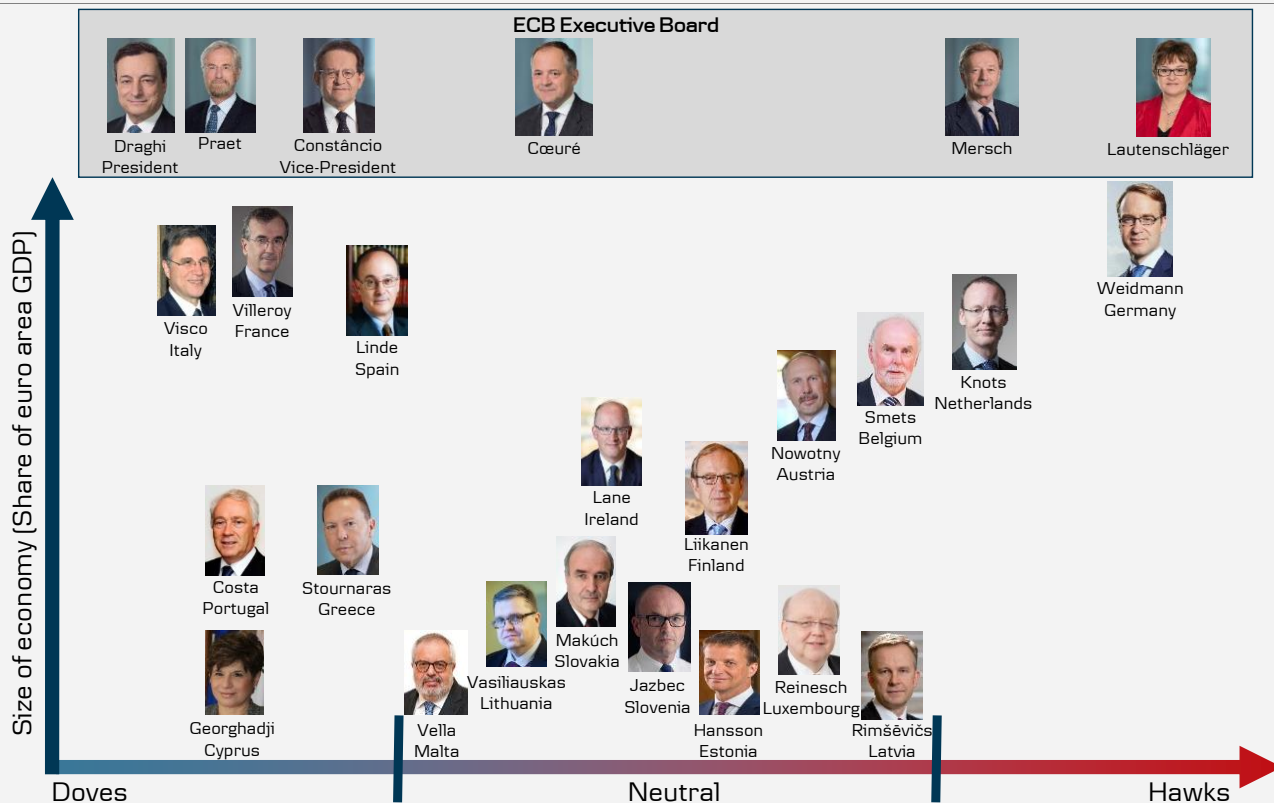 ECB Executive Board
Draghi
President
Praet
Constâncio
Vice-President
Cœuré
Mersch
Lautenschläger
Size of economy (Share of euro area GDP)
Visco
Italy
Villeroy
France
Linde
Spain
Weidmann
Germany
Knots
Netherlands
Smets
Belgium
Nowotny
Austria
Lane
Ireland
Liikanen
Finland
Costa
Portugal
Stournaras
Greece
Makúch
Slovakia
Vasiliauskas
Lithuania
Jazbec
Slovenia
Reinesch
Luxembourg
Georghadji
Cyprus
Vella
Malta
Hansson
Estonia
Rimšēvičs
Latvia
Doves
Neutral
Hawks